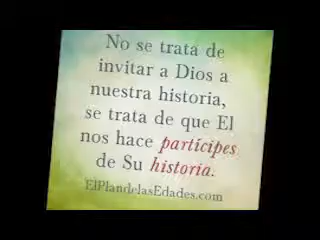 No se trata de
invitar a Dios a
nuestra historia,
se trata de que El
nos hace partícipes
de Su historia.
ElPlandelasEdades.com